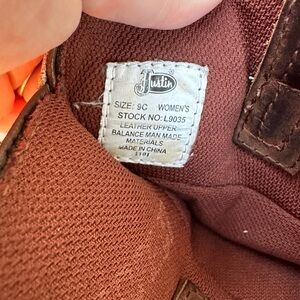 Justin
SIZE: 9C WOMEN'S
STOCK NO: L9035
LEATHER UPPER
BALANCE MAN MADE
MATERIALS
MADE IN CHINA